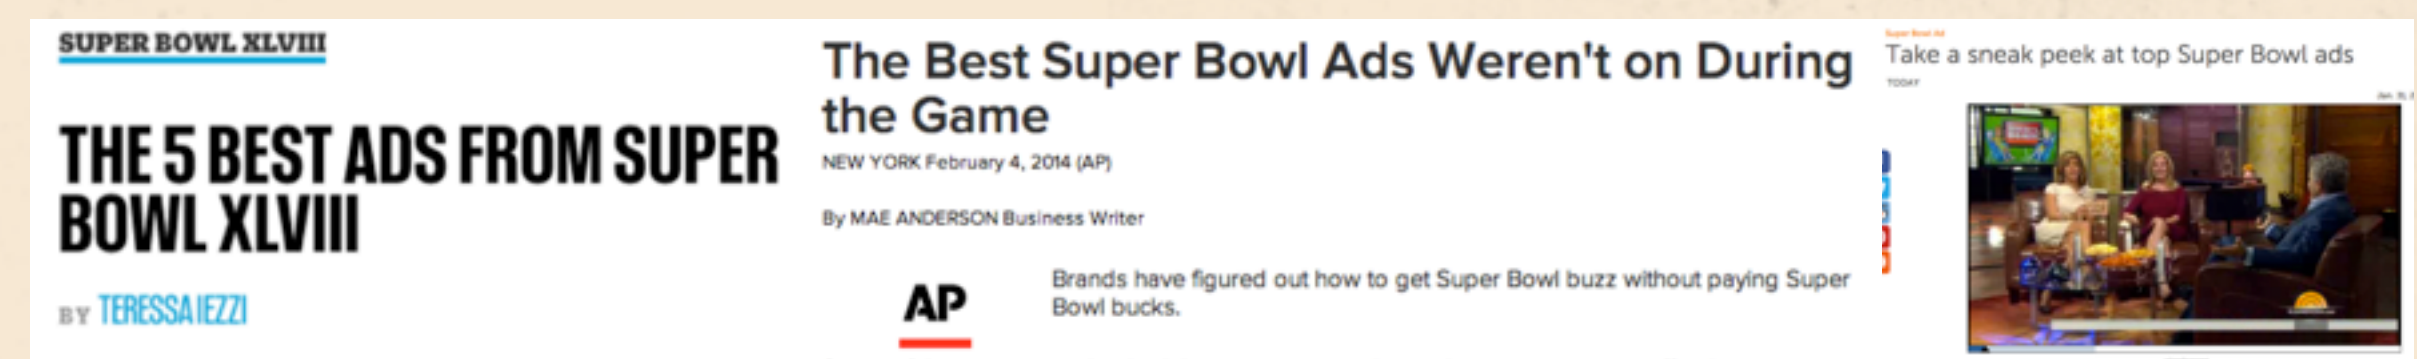 SUPER BOWL XLVIII
THE 5 BEST ADS FROM SUPER
BOWL XLVIII
BY TERESSA IEZZI
The Best Super Bowl Ads Weren't on During
the Game
NEW YORK February 4, 2014 (AP)
By MAE ANDERSON Business Writer
AP
Brands have figured out how to get Super Bowl buzz without paying Super
Bowl bucks.
Super Bowl Ad
Take a sneak peek at top Super Bowl ads
TODAY